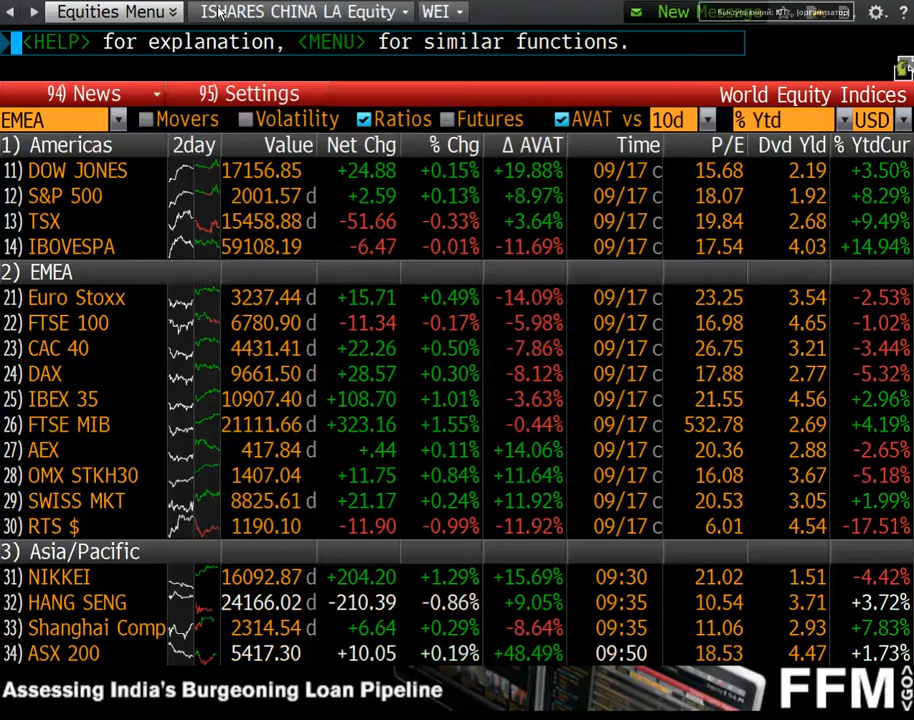 Equities Menu ISHARES CHINA LA Equity WEI New ?
<HELP> for explanation, <MENU> for similar functions.
94) News 95) Settings World Equity Indices
EMEA Movers Volatility Ratios Futures AVAT vs 10d % Ytd USD
1) Americas 2day Value Net Chg % Chg Δ AVAT Time P/E Dvd Yld % YtdCur
11) DOW JONES 17156.85 +24.88 +0.15% +19.88% 09/17 c 15.68 2.19 +3.50%
12) S&P 500 2001.57 d +2.59 +0.13% +8.97% 09/17 c 18.07 1.92 +8.29%
13) TSX 15458.88 d -51.66 -0.33% +3.64% 09/17 c 19.84 2.68 +9.49%
14) IBOVESPA 59108.19 -6.47 -0.01% -11.69% 09/17 c 17.54 4.03 +14.94%
2) EMEA
21) Euro Stoxx 3237.44 d +15.71 +0.49% -14.09% 09/17 c 23.25 3.54 -2.53%
22) FTSE 100 6780.90 d -11.34 -0.17% -5.98% 09/17 c 16.98 4.65 -1.02%
23) CAC 40 4431.41 d +22.26 +0.50% -7.86% 09/17 c 26.75 3.21 -3.44%
24) DAX 9661.50 d +28.57 +0.30% -8.12% 09/17 c 17.88 2.77 -5.32%
25) IBEX 35 10907.40 d +108.70 +1.01% -3.63% 09/17 c 21.55 4.56 +2.96%
26) FTSE MIB 21111.66 d +323.16 +1.55% -0.44% 09/17 c 532.78 2.69 +4.19%
27) AEX 417.84 d +.44 +0.11% +14.06% 09/17 c 20.36 2.88 -2.65%
28) OMX STKH30 1407.04 +11.75 +0.84% +11.64% 09/17 c 16.08 3.67 -5.18%
29) SWISS MKT 8825.61 d +21.17 +0.24% +11.92% 09/17 c 20.53 3.05 +1.99%
30) RTS $ 1190.10 -11.90 -0.99% -11.92% 09/17 c 6.01 4.54 -17.51%
3) Asia/Pacific
31) NIKKEI 16092.87 d +204.20 +1.29% +15.69% 09:30 21.02 1.51 -4.42%
32) HANG SENG 24166.02 d -210.39 -0.86% +9.05% 09:35 10.54 3.71 +3.72%
33) Shanghai Comp 2314.54 d +6.64 +0.29% -8.64% 09:35 11.06 2.93 +7.83%
34) ASX 200 5417.30 +10.05 +0.19% +48.49% 09:50 18.53 4.47 +1.73%
Assessing India's Burgeoning Loan Pipeline FFM <GO>